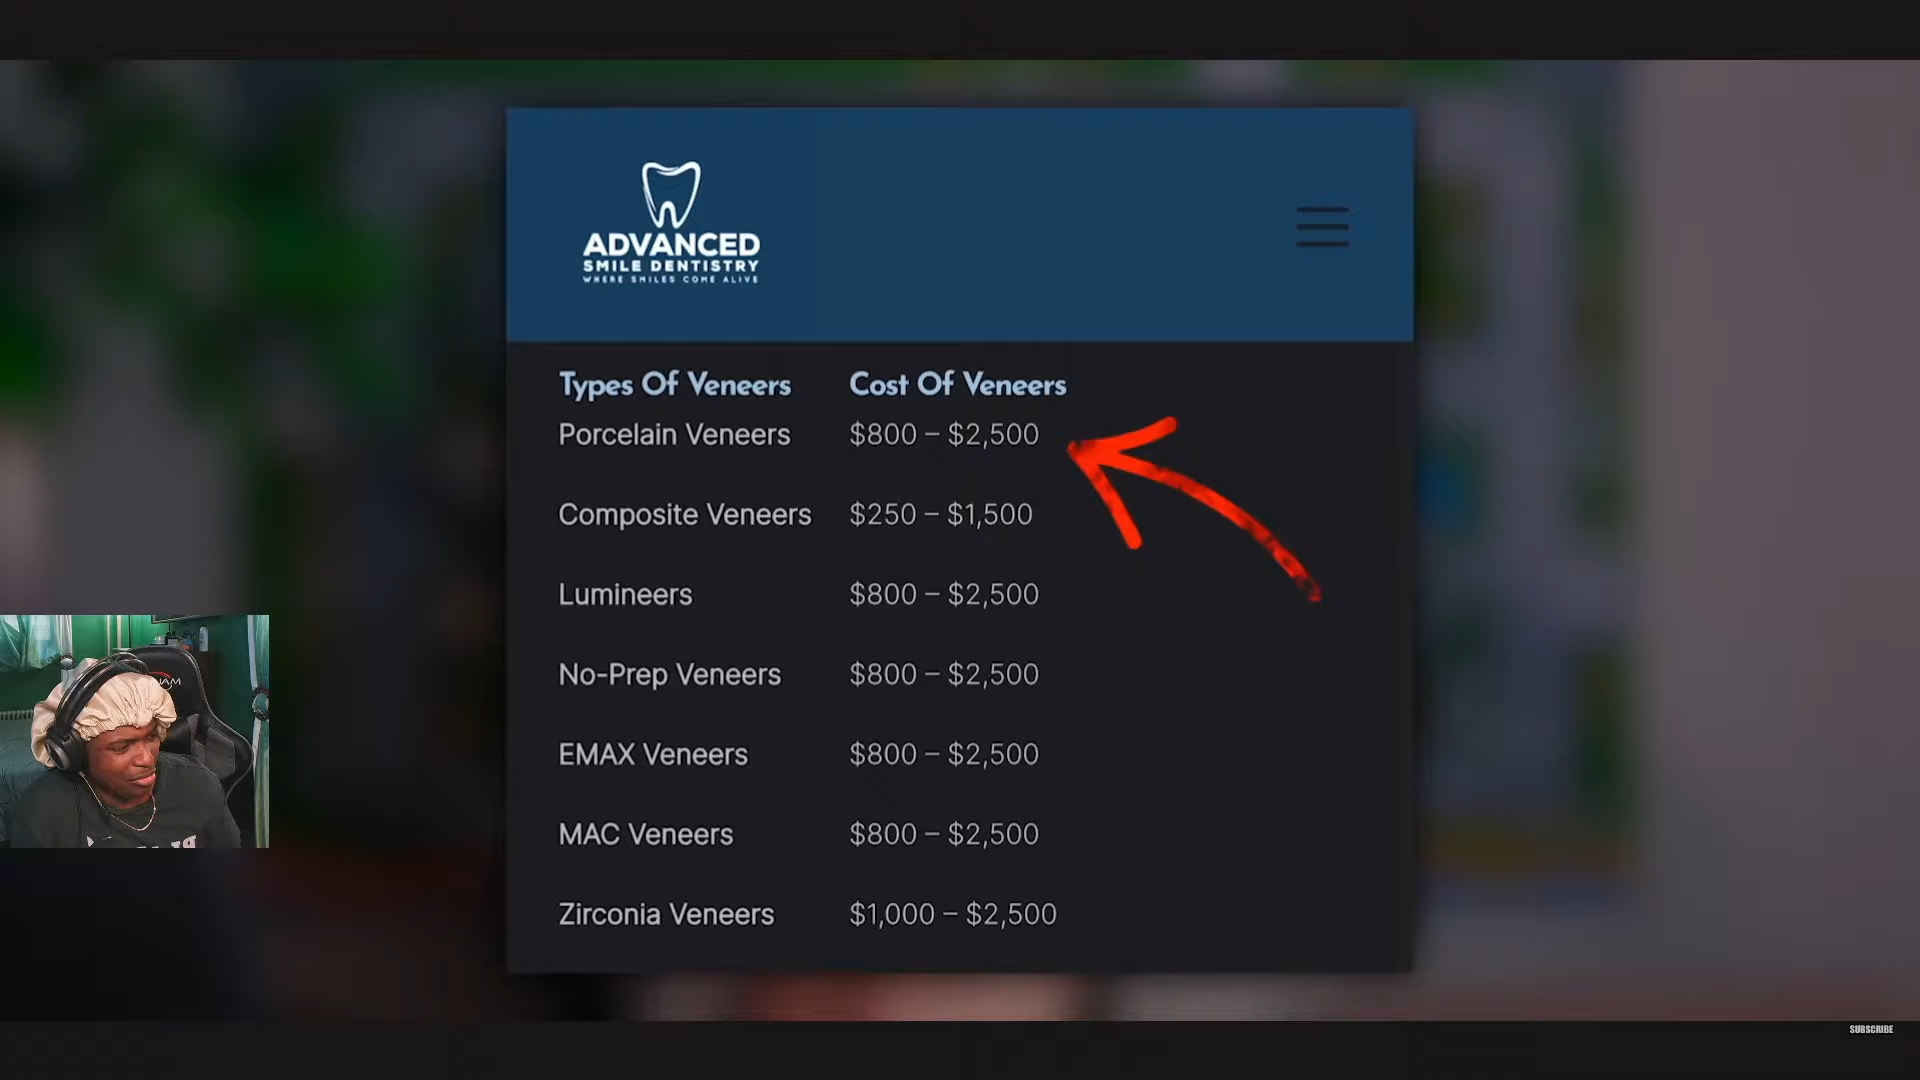 ADVANCED
SMILE DENTISTRY
WHERE SMILES COME ALIVE
Types Of Veneers Cost Of Veneers
Porcelain Veneers $800 – $2,500
Composite Veneers $250 – $1,500
Lumineers $800 – $2,500
No-Prep Veneers $800 – $2,500
EMAX Veneers $800 – $2,500
MAC Veneers $800 – $2,500
Zirconia Veneers $1,000 – $2,500
SUBSCRIBE